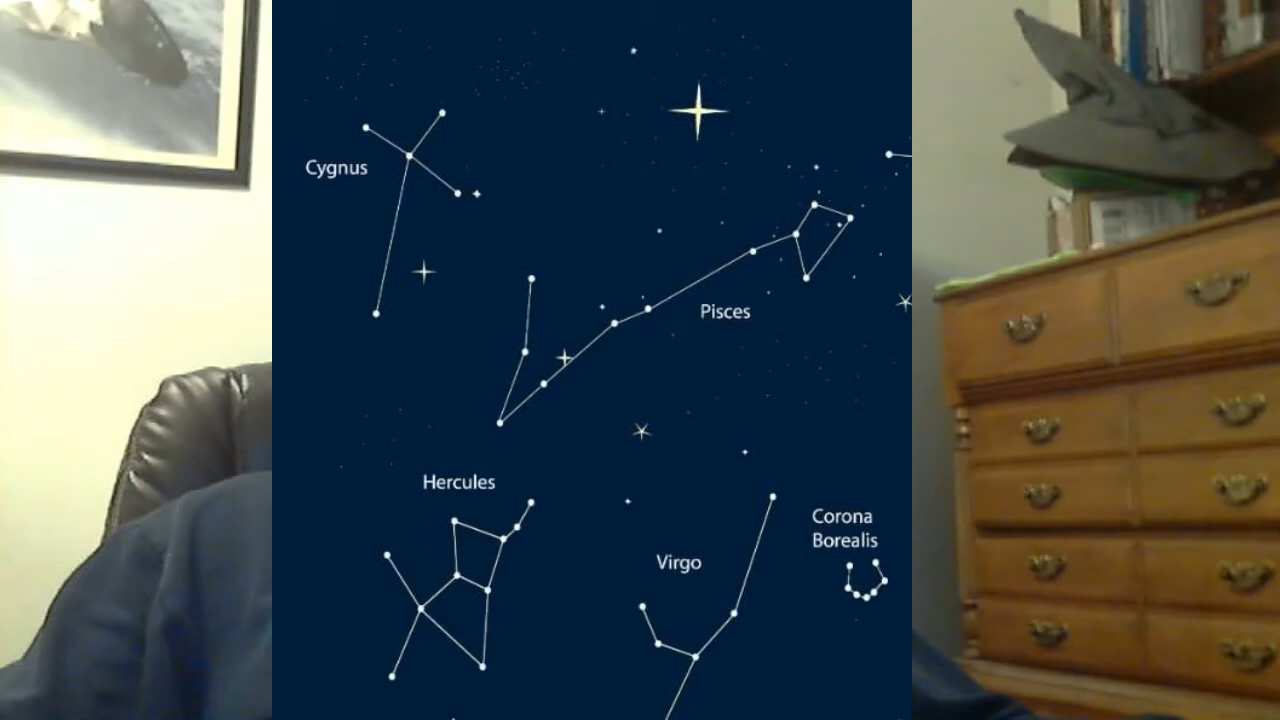 Cygnus
Pisces
Hercules
Virgo
Corona
Borealis